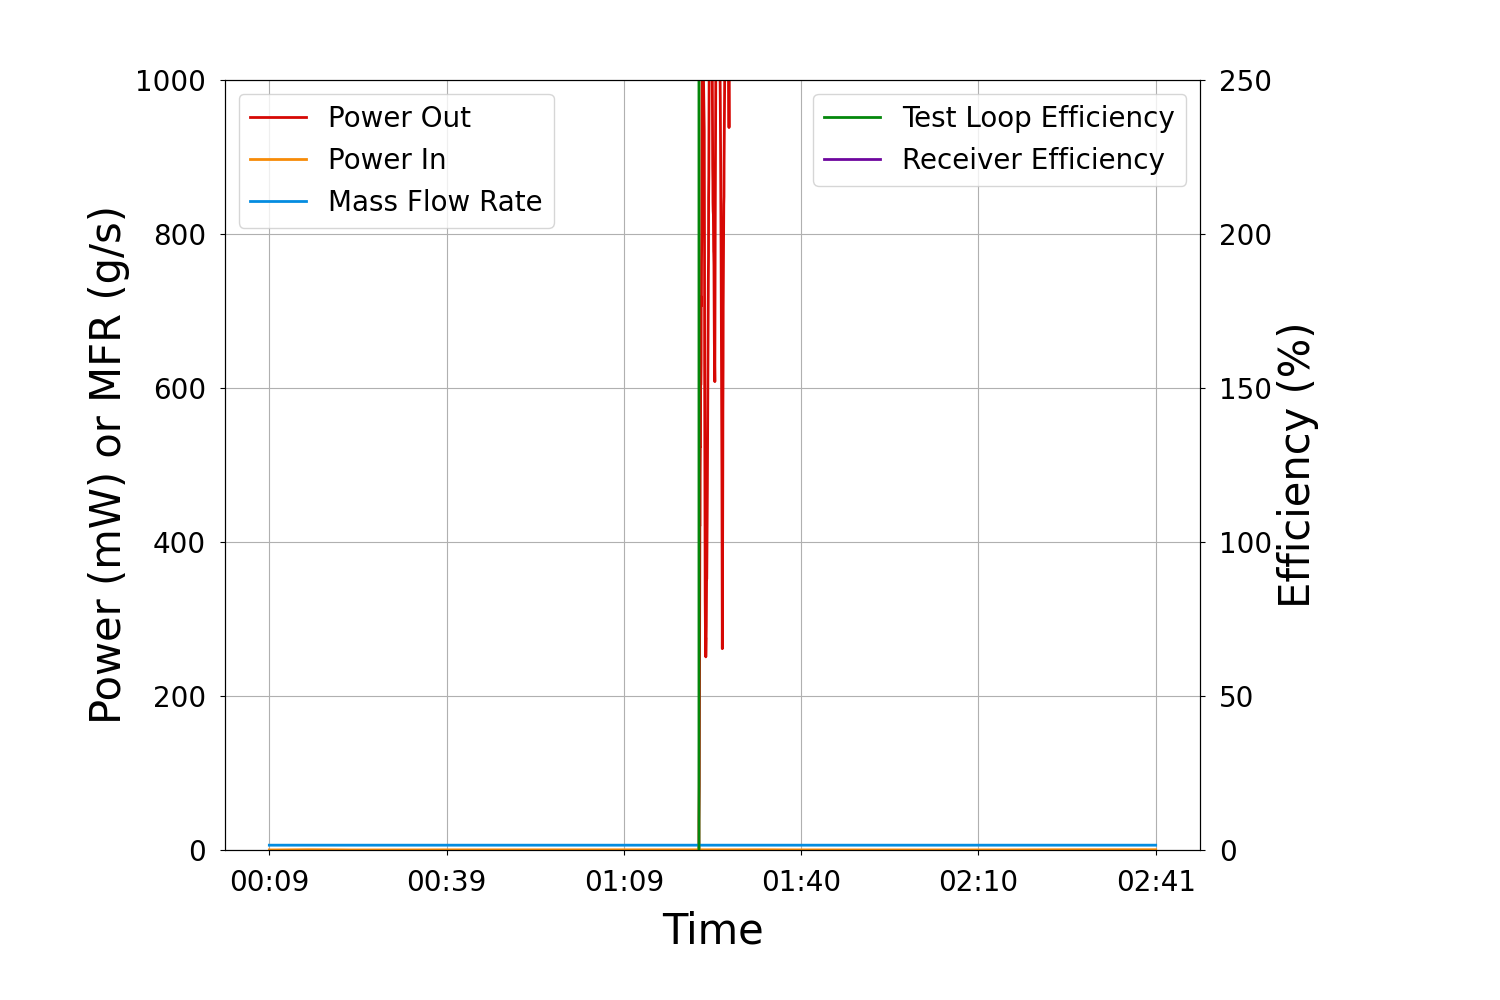 1000
800
600
400
200
0
Power (mW) or MFR (g/s)
Power Out
Power In
Mass Flow Rate
Test Loop Efficiency
Receiver Efficiency
250
200
150
100
50
0
Efficiency (%)
00:09 00:39 01:09 01:40 02:10 02:41
Time